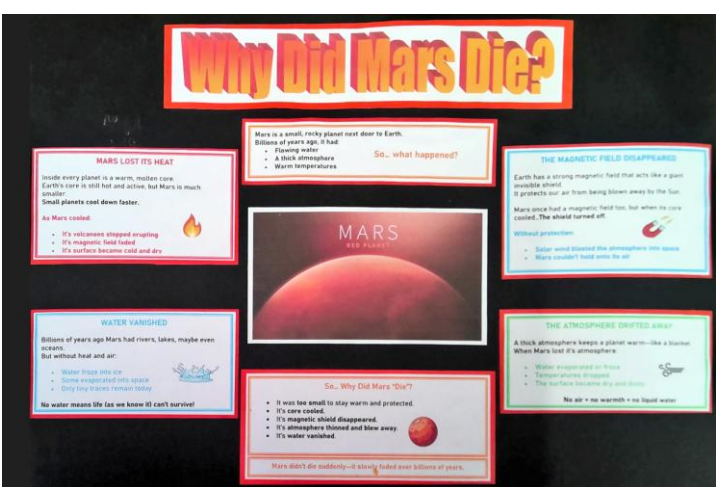 Why Did Mars Die?
Mars is a small, rocky planet next door to Earth.
Billions of years ago, it had:
• Flowing water
• A thick atmosphere
• Warm temperatures
So... what happened?
MARS LOST ITS HEAT
Inside every planet is a warm, molten core.
Earth's core is still hot and active, but Mars is much
smaller.
Small planets cool down faster.
As Mars cooled:
• It's volcanoes stopped erupting
• It's magnetic field faded
• It's surface became cold and dry
THE MAGNETIC FIELD DISAPPEARED
Earth has a strong magnetic field that acts like a giant
invisible shield.
It protects our air from being blown away by the Sun.
Mars once had a magnetic field too, but when its core
cooled..The shield turned off.
Without protection:
• Solar wind blasted the atmosphere into space
• Mars couldn't hold onto its air
MARS
RED PLANET
WATER VANISHED
Billions of years ago Mars had rivers, lakes, maybe even
oceans.
But without heat and air:
• Water froze into ice
• Some evaporated into space
• Only tiny traces remain today
No water means life (as we know it) can't survive!
THE ATMOSPHERE DRIFTED AWAY
A thick atmosphere keeps a planet warm—like a blanket.
When Mars lost it's atmosphere:
• Water evaporated or froze
• Temperatures dropped
• The surface became dry and dusty
No air = no warmth = no liquid water
So.. Why Did Mars "Die"?
• It was too small to stay warm and protected.
• It's core cooled.
• It's magnetic shield disappeared.
• It's atmosphere thinned and blew away.
• It's water vanished.
Mars didn't die suddenly—it slowly faded over billions of years.